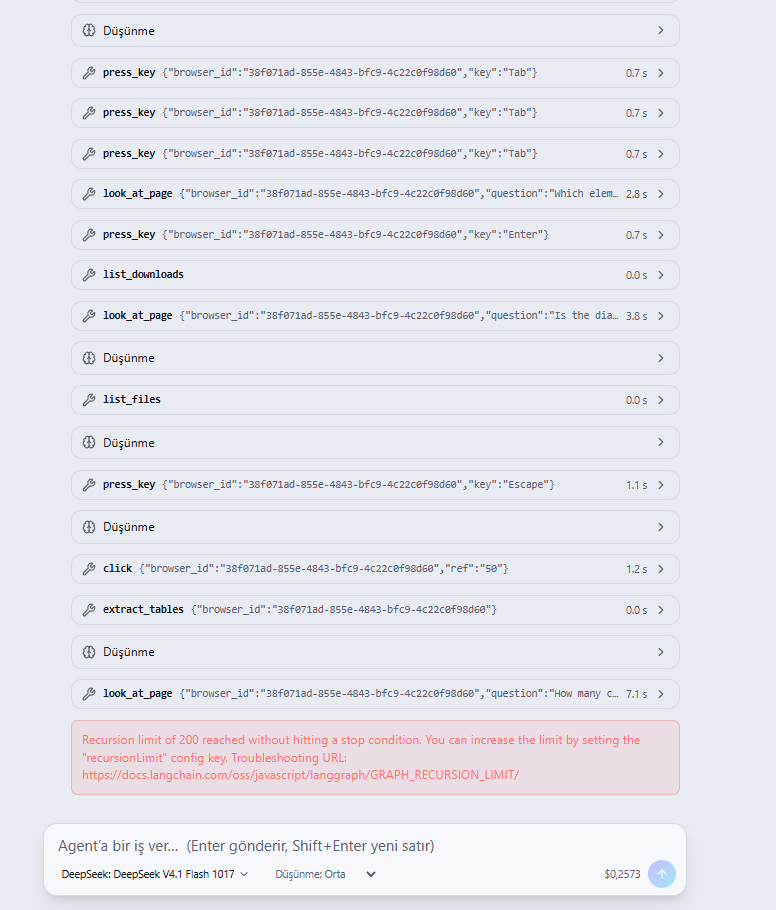 Düşünme
press_key {"browser_id":"38f071ad-855e-4843-bfc9-4c22c0f98d60","key":"Tab"} 0.7 s
press_key {"browser_id":"38f071ad-855e-4843-bfc9-4c22c0f98d60","key":"Tab"} 0.7 s
press_key {"browser_id":"38f071ad-855e-4843-bfc9-4c22c0f98d60","key":"Tab"} 0.7 s
look_at_page {"browser_id":"38f071ad-855e-4843-bfc9-4c22c0f98d60","question":"Which elem… 2.8 s
press_key {"browser_id":"38f071ad-855e-4843-bfc9-4c22c0f98d60","key":"Enter"} 0.7 s
list_downloads 0.0 s
look_at_page {"browser_id":"38f071ad-855e-4843-bfc9-4c22c0f98d60","question":"Is the dia… 3.8 s
Düşünme
list_files 0.0 s
Düşünme
press_key {"browser_id":"38f071ad-855e-4843-bfc9-4c22c0f98d60","key":"Escape"} 1.1 s
Düşünme
click {"browser_id":"38f071ad-855e-4843-bfc9-4c22c0f98d60","ref":"50"} 1.2 s
extract_tables {"browser_id":"38f071ad-855e-4843-bfc9-4c22c0f98d60"} 0.0 s
Düşünme
look_at_page {"browser_id":"38f071ad-855e-4843-bfc9-4c22c0f98d60","question":"How many c… 7.1 s
Recursion limit of 200 reached without hitting a stop condition. You can increase the limit by setting the
"recursionLimit" config key. Troubleshooting URL:
https://docs.langchain.com/oss/javascript/langgraph/GRAPH_RECURSION_LIMIT/
Agent’a bir iş ver… (Enter gönderir, Shift+Enter yeni satır)
DeepSeek: DeepSeek V4.1 Flash 1017 Düşünme: Orta $0,2573